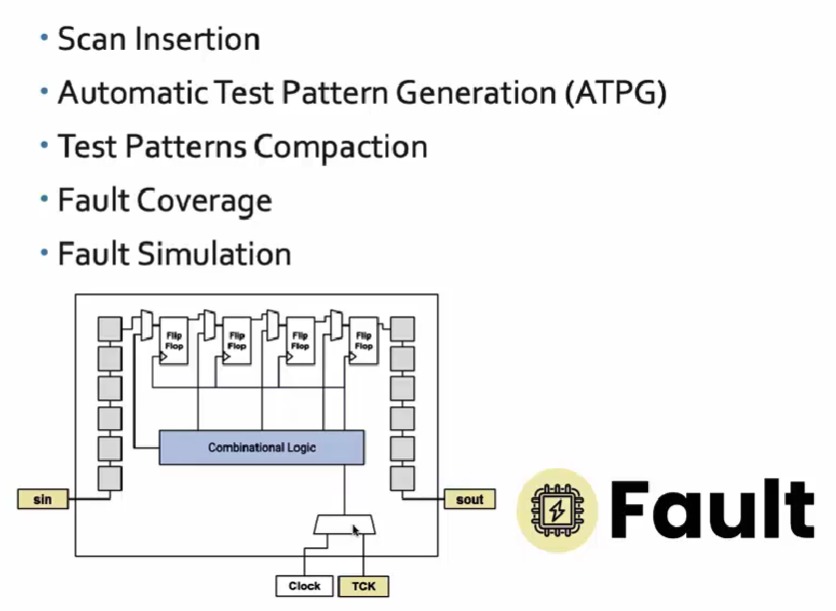 • Scan Insertion
• Automatic Test Pattern Generation (ATPG)
• Test Patterns Compaction
• Fault Coverage
• Fault Simulation
Flip
Flop
Flip
Flop
Flip
Flop
Flip
Flop
Combinational Logic
sin
sout
Fault
Clock
TCK